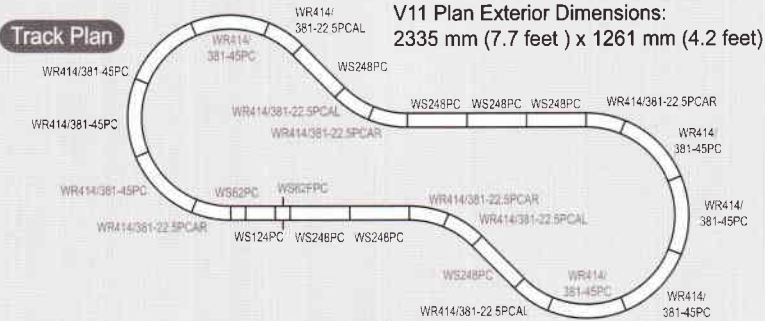 Track Plan
V11 Plan Exterior Dimensions:
2335 mm (7.7 feet ) x 1261 mm (4.2 feet)
WR414/
381-22.5PCAL
WR414/
381-45PC
WS248PC
WR414/381-45PC
WR414/381-45PC
WR414/381-22.5PCAL
WR414/381-22.5PCAR
WS248PC
WS248PC
WS248PC
WR414/381-22.5PCAR
WR414/
381-45PC
WR414/
381-45PC
WR414/381-45PC
WR414/381-22.5PCAR
WS62PC
WS62FPC
WS124PC
WS248PC
WS248PC
WR414/381-22.5PCAR
WR414/381-22.5PCAL
WS248PC
WR414/
381-45PC
WR414/
381-45PC
WR414/381-22.5PCAL